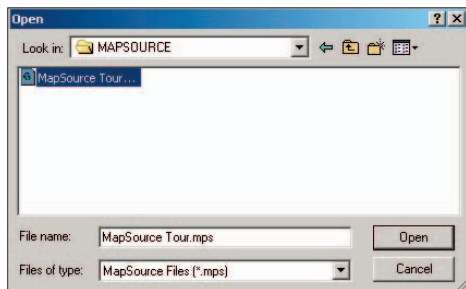 Open
Look in: MAPSOURCE
MapSource Tour...
File name: MapSource Tour.mps Open
Files of type: MapSource Files (*.mps) Cancel